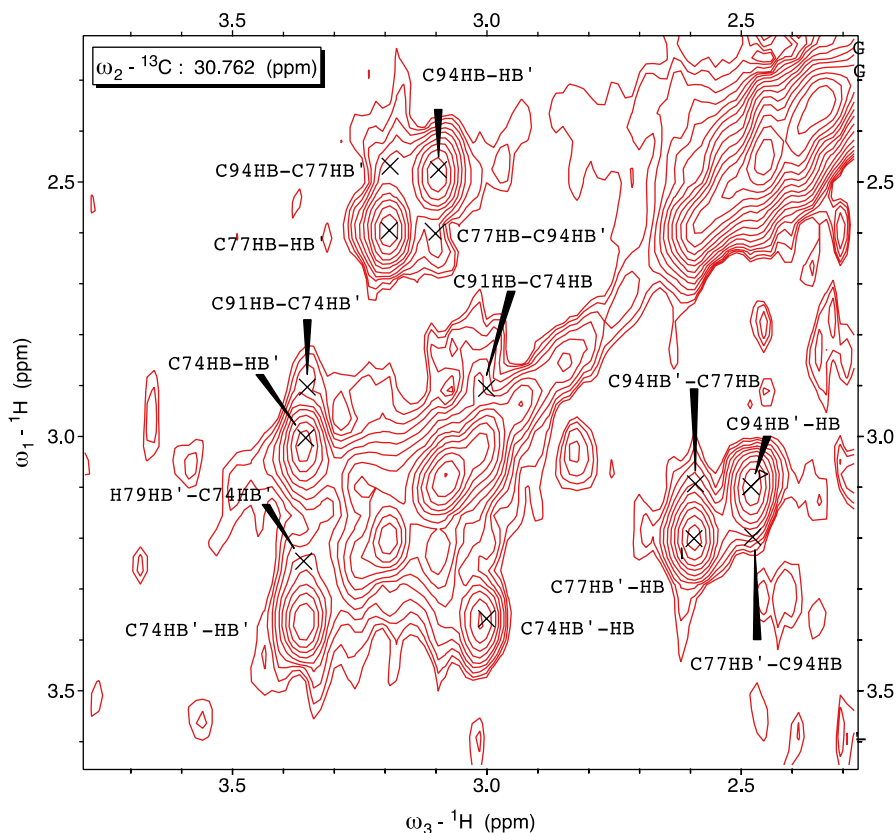 3.5 3.0 2.5
ω2 - 13C : 30.762 (ppm)
G
G
C94HB-HB'
C94HB-C77HB'
2.5 2.5
C77HB-HB' C77HB-C94HB'
C91HB-C74HB
C91HB-C74HB'
C74HB-HB'
C94HB'-C77HB
C94HB'-HB
3.0 3.0
H79HB'-C74HB'
C77HB'-HB
C74HB'-HB' C74HB'-HB
C77HB'-C94HB
3.5 3.5
ω1 - 1H (ppm)
3.5 3.0 2.5
ω3 - 1H (ppm)